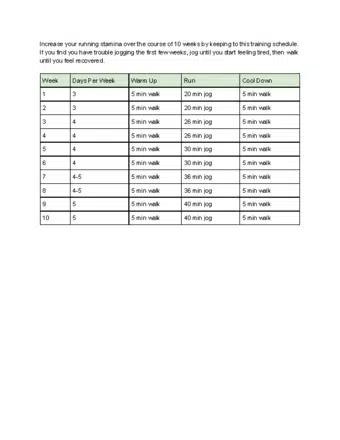 Increase your running stamina over the course of 10 weeks by keeping to this training schedule.
If you find you have trouble jogging the first few weeks, jog until you start feeling tired, then walk
until you feel recovered.
Week Days Per Week Warm Up Run Cool Down
1 3 5 min walk 20 min jog 5 min walk
2 3 5 min walk 20 min jog 5 min walk
3 4 5 min walk 26 min jog 5 min walk
4 4 5 min walk 26 min jog 5 min walk
5 4 5 min walk 30 min jog 5 min walk
6 4 5 min walk 30 min jog 5 min walk
7 4-5 5 min walk 36 min jog 5 min walk
8 4-5 5 min walk 36 min jog 5 min walk
9 5 5 min walk 40 min jog 5 min walk
10 5 5 min walk 40 min jog 5 min walk